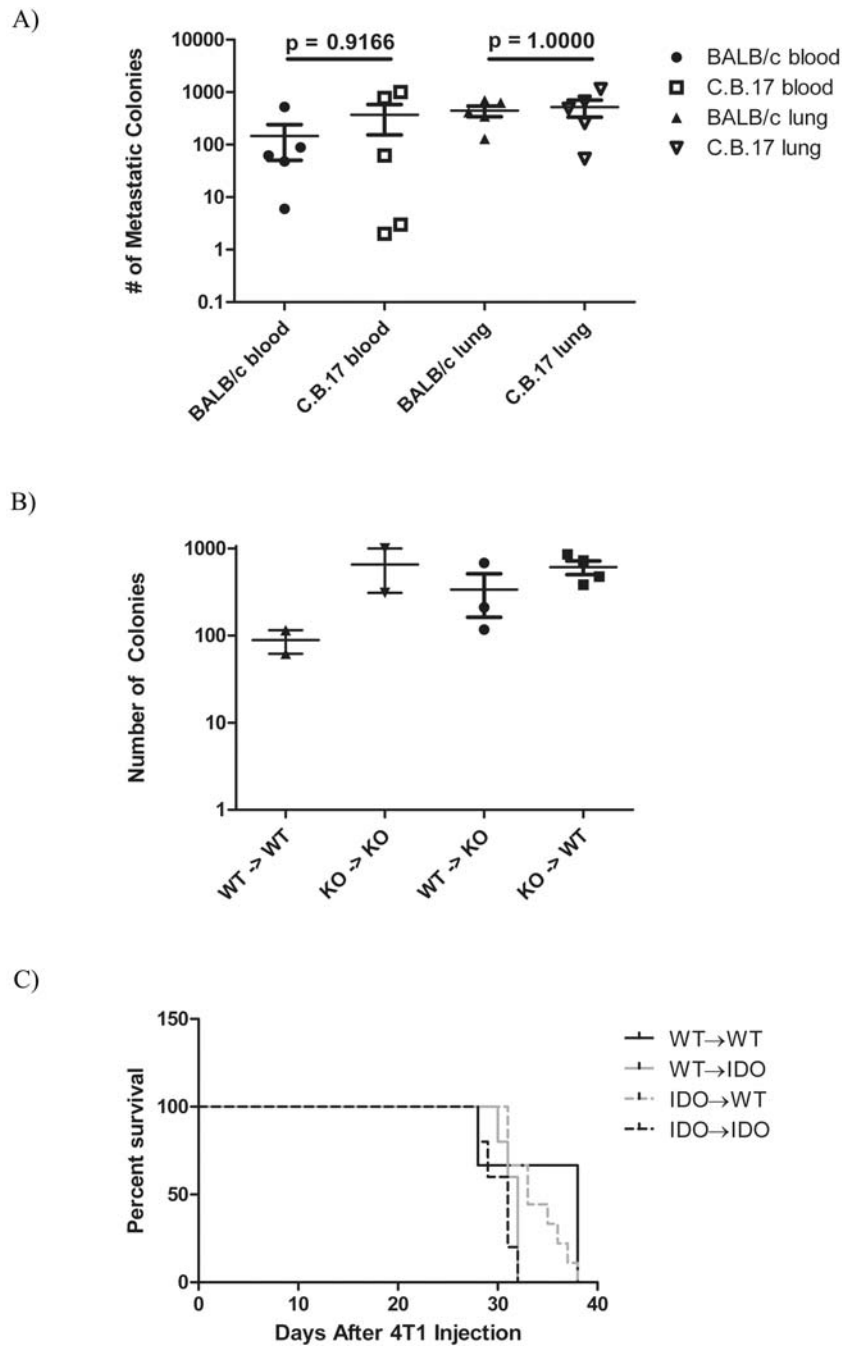 A)
p = 0.9166
p = 1.0000
10000
1000
100
10
1
0.1
# of Metastatic Colonies
BALB/c blood
C.B.17 blood
BALB/c lung
C.B.17 lung
BALB/c blood
C.B.17 blood
BALB/c lung
C.B.17 lung
B)
1000
100
10
1
Number of Colonies
WT -> WT
KO -> KO
WT -> KO
KO -> WT
C)
150
100
50
0
Percent survival
0 10 20 30 40
Days After 4T1 Injection
WT→WT
WT→IDO
IDO→WT
IDO→IDO